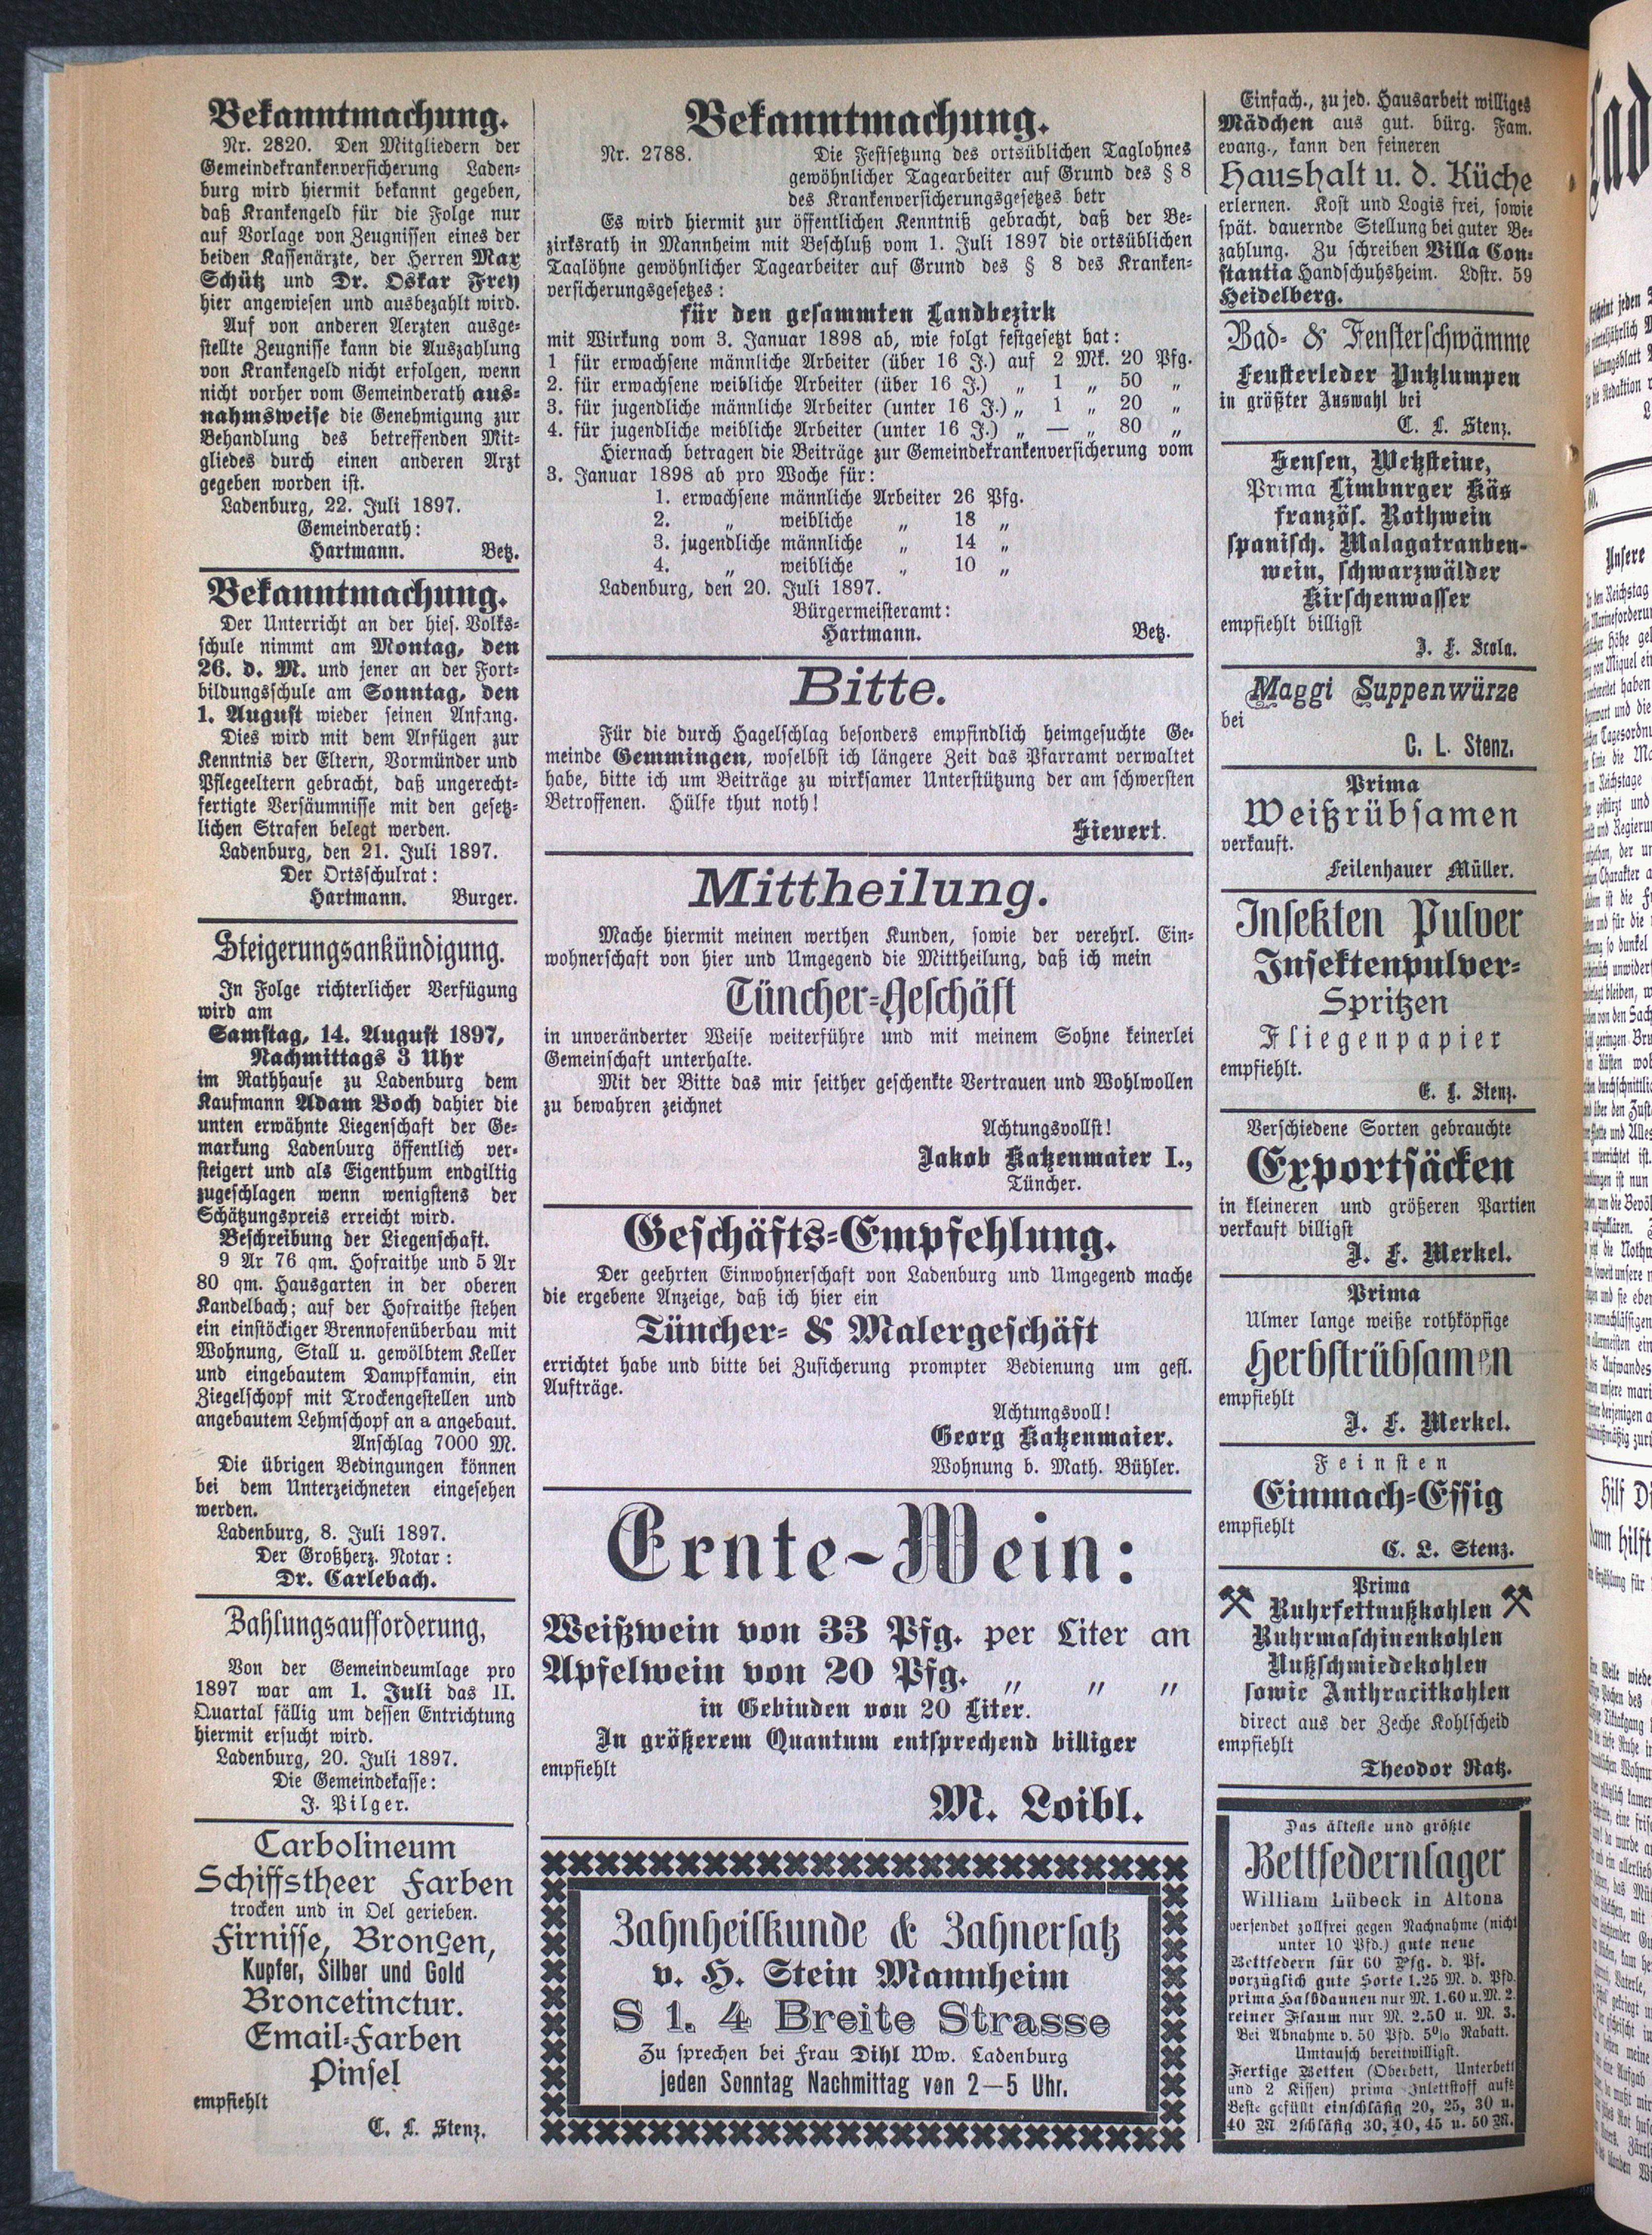 Bekanntmachung.
Nr. 2820. Den Mitgliedern der
Gemeindekrankenversicherung Laden-
burg wird hiermit bekannt gegeben,
daß Krankengeld für die Folge nur
auf Vorlage von Zeugnissen eines der
beiden Kassenärzte, der Herren Max
Schütz und Dr. Oskar Frey
hier angewiesen und ausbezahlt wird.
Auf von anderen Aerzten ausge-
stellte Zeugnisse kann die Auszahlung
von Krankengeld nicht erfolgen, wenn
nicht vorher vom Gemeinderath aus-
nahmsweise die Genehmigung zur
Behandlung des betreffenden Mit-
gliedes durch einen anderen Arzt
gegeben worden ist.
Ladenburg, 22. Juli 1897.
Gemeinderath:
Hartmann. Betz.
Bekanntmachung.
Der Unterricht an der hies. Volks-
schule nimmt am Montag, den
26. d. M. und jener an der Fort-
bildungsschule am Sonntag, den
1. August wieder seinen Anfang.
Dies wird mit dem Anfügen zur
Kenntnis der Eltern, Vormünder und
Pflegeeltern gebracht, daß ungerecht-
fertigte Versäumnisse mit den gesetz-
lichen Strafen belegt werden.
Ladenburg, den 21. Juli 1897.
Der Ortsschulrat:
Hartmann. Burger.
Steigerungsankündigung.
In Folge richterlicher Verfügung
wird am
Samstag, 14. August 1897,
Nachmittags 3 Uhr
im Rathhause zu Ladenburg dem
Kaufmann Adam Boch dahier die
unten erwähnte Liegenschaft der Ge-
markung Ladenburg öffentlich ver-
steigert und als Eigenthum endgiltig
zugeschlagen wenn wenigstens der
Schätzungspreis erreicht wird.
Beschreibung der Liegenschaft.
9 Ar 76 qm. Hofraithe und 5 Ar
80 qm. Hausgarten in der oberen
Kandelbach; auf der Hofraithe stehen
ein einstöckiger Brennofenüberbau mit
Wohnung, Stall u. gewölbtem Keller
und eingebautem Dampfkamin, ein
Ziegelschopf mit Trockengestellen und
angebautem Lehmschopf an a angebaut.
Anschlag 7000 M.
Die übrigen Bedingungen können
bei dem Unterzeichneten eingesehen
werden.
Ladenburg, 8. Juli 1897.
Der Großherz. Notar:
Dr. Carlebach.
Zahlungsaufforderung,
Von der Gemeindeumlage pro
1897 war am 1. Juli das II.
Quartal fällig um dessen Entrichtung
hiermit ersucht wird.
Ladenburg, 20. Juli 1897.
Die Gemeindekasse:
J. Pilger.
Carbolineum
Schiffstheer Farben
trocken und in Oel gerieben.
Firnisse, Bronzen,
Kupfer, Silber und Gold
Broncetinctur.
Email-Farben
Pinsel
empfiehlt
C. L. Stenz.
Bekanntmachung.
Nr. 2788. Die Festsetzung des ortsüblichen Taglohnes
gewöhnlicher Tagearbeiter auf Grund des § 8
des Krankenversicherungsgesetzes betr
Es wird hiermit zur öffentlichen Kenntniß gebracht, daß der Be-
zirksrath in Mannheim mit Beschluß vom 1. Juli 1897 die ortsüblichen
Taglöhne gewöhnlicher Tagearbeiter auf Grund des § 8 des Kranken-
versicherungsgesetzes:
für den gesammten Landbezirk
mit Wirkung vom 3. Januar 1898 ab, wie folgt festgesetzt hat:
1 für erwachsene männliche Arbeiter (über 16 J.) auf 2 Mk. 20 Pfg.
2. für erwachsene weibliche Arbeiter (über 16 J.) „ 1 „ 50 „
3. für jugendliche männliche Arbeiter (unter 16 J.) „ 1 „ 20 „
4. für jugendliche weibliche Arbeiter (unter 16 J.) „ — „ 80 „
Hiernach betragen die Beiträge zur Gemeindekrankenversicherung vom
3. Januar 1898 ab pro Woche für:
1. erwachsene männliche Arbeiter 26 Pfg.
2. „ weibliche „ 18 „
3. jugendliche männliche „ 14 „
4. „ weibliche „ 10 „
Ladenburg, den 20. Juli 1897.
Bürgermeisteramt:
Hartmann. Betz.
Bitte.
Für die durch Hagelschlag besonders empfindlich heimgesuchte Ge-
meinde Gemmingen, woselbst ich längere Zeit das Pfarramt verwaltet
habe, bitte ich um Beiträge zu wirksamer Unterstützung der am schwersten
Betroffenen. Hülfe thut noth!
Sievert.
Mittheilung.
Mache hiermit meinen werthen Kunden, sowie der verehrl. Ein-
wohnerschaft von hier und Umgegend die Mittheilung, daß ich mein
Tüncher-Geschäft
in unveränderter Weise weiterführe und mit meinem Sohne keinerlei
Gemeinschaft unterhalte.
Mit der Bitte das mir seither geschenkte Vertrauen und Wohlwollen
zu bewahren zeichnet
Achtungsvollst!
Jakob Katzenmaier I.,
Tüncher.
Geschäfts-Empfehlung.
Der geehrten Einwohnerschaft von Ladenburg und Umgegend mache
die ergebene Anzeige, daß ich hier ein
Tüncher- & Malergeschäft
errichtet habe und bitte bei Zusicherung prompter Bedienung um gefl.
Aufträge.
Achtungsvoll!
Georg Katzenmaier.
Wohnung b. Math. Bühler.
Ernte-Wein:
Weißwein von 33 Pfg. per Liter an
Apfelwein von 20 Pfg. „ „ „
in Gebinden von 20 Liter.
In größerem Quantum entsprechend billiger
empfiehlt
M. Loibl.
Zahnheilkunde & Zahnersatz
v. H. Stein Mannheim
S 1. 4 Breite Strasse
Zu sprechen bei Frau Dihl Ww. Ladenburg
jeden Sonntag Nachmittag von 2—5 Uhr.
Einfach., zu jed. Hausarbeit williges
Mädchen aus gut. bürg. Fam.
evang., kann den feineren
Haushalt u. d. Küche
erlernen. Kost und Logis frei, sowie
spät. dauernde Stellung bei guter Be-
zahlung. Zu schreiben Villa Con-
stantia Handschuhsheim. Ldstr. 59
Heidelberg.
Bad- & Fensterschwämme
Fensterleder Putzlumpen
in größter Auswahl bei
C. L. Stenz.
Sensen, Wetzsteine,
Prima Limburger Käs
französ. Rothwein
spanisch. Malagatrauben-
wein, schwarzwälder
Kirschenwasser
empfiehlt billigst
J. F. Scola.
Maggi Suppenwürze
bei
C. L. Stenz.
Prima
Weißrübsamen
verkauft.
Feilenhauer Müller.
Insekten Pulver
Insektenpulver-
Spritzen
Fliegenpapier
empfiehlt.
C. L. Stenz.
Verschiedene Sorten gebrauchte
Exportsäcken
in kleineren und größeren Partien
verkauft billigst
J. F. Merkel.
Prima
Ulmer lange weiße rothköpfige
Herbstrübsamen
empfiehlt
J. F. Merkel.
Feinsten
Einmach-Essig
empfiehlt
C. L. Stenz.
Prima
Ruhrfettnußkohlen
Ruhrmaschinenkohlen
Nußschmiedekohlen
sowie Anthracitkohlen
direct aus der Zeche Kohlscheid
empfiehlt
Theodor Ratz.
Das älteste und größte
Bettfedernlager
William Lübeck in Altona
versendet zollfrei gegen Nachnahme (nicht
unter 10 Pfd.) gute neue
Bettfedern für 60 Pfg. d. Pf.
vorzüglich gute Sorte 1.25 M. d. Pfd.
prima Halbdaunen nur M. 1.60 u. M. 2.
reiner Flaum nur M. 2.50 u. M. 3.
Bei Abnahme v. 50 Pfd. 5% Rabatt.
Umtausch bereitwilligst.
Fertige Betten (Oberbett, Unterbett
und 2 Kissen) prima Inlettstoff aufs
Beste gefüllt einschläfig 20, 25, 30 u.
40 M 2schläfig 30, 40, 45 u. 50 M.